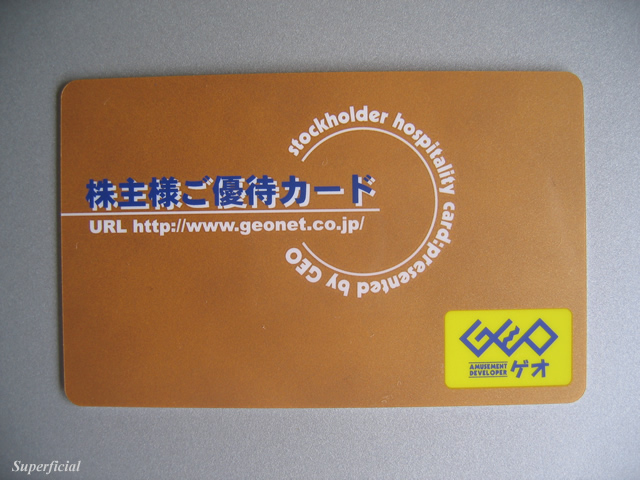 株主様ご優待カード
URL http://www.geonet.co.jp/
stockholder hospitality card:presented by GEO
GEO
AMUSEMENT
DEVELOPER
ゲオ
Superficial